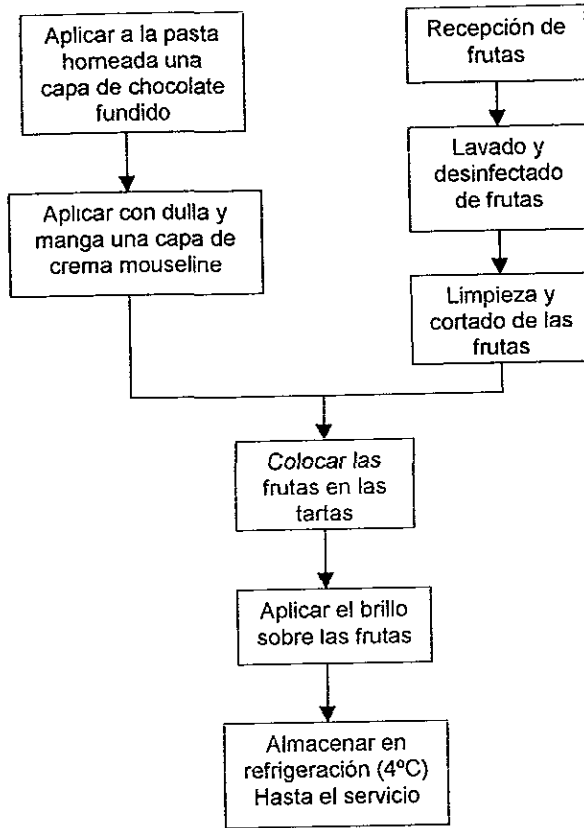 Aplicar a la pasta
horneada una
capa de chocolate
fundido
Aplicar con dulla y
manga una capa de
crema mouseline
Recepción de
frutas
Lavado y
desinfectado
de frutas
Limpieza y
cortado de las
frutas
Colocar las
frutas en las
tartas
Aplicar el brillo
sobre las frutas
Almacenar en
refrigeración (4ºC)
Hasta el servicio